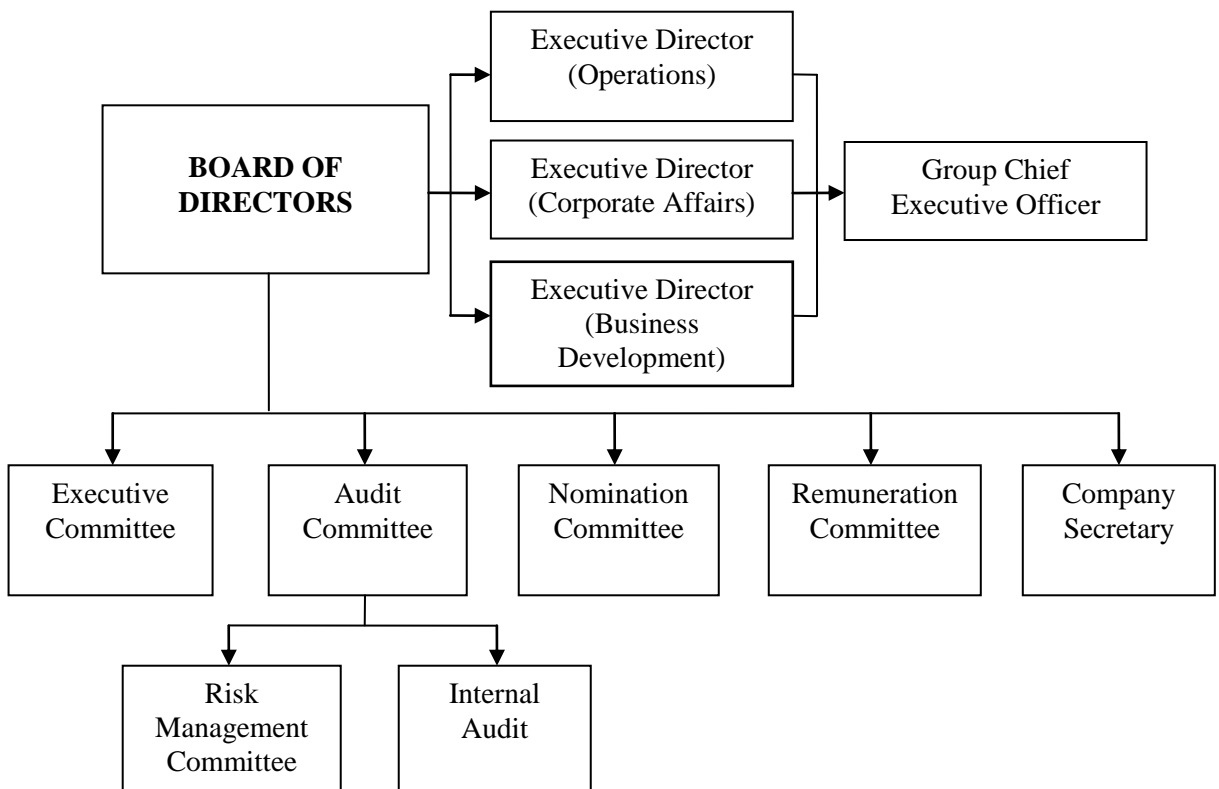 Executive Director
(Operations)
BOARD OF
DIRECTORS
Executive Director
(Corporate Affairs)
Group Chief
Executive Officer
Executive Director
(Business
Development)
Executive
Committee
Audit
Committee
Nomination
Committee
Remuneration
Committee
Company
Secretary
Risk
Management
Committee
Internal
Audit